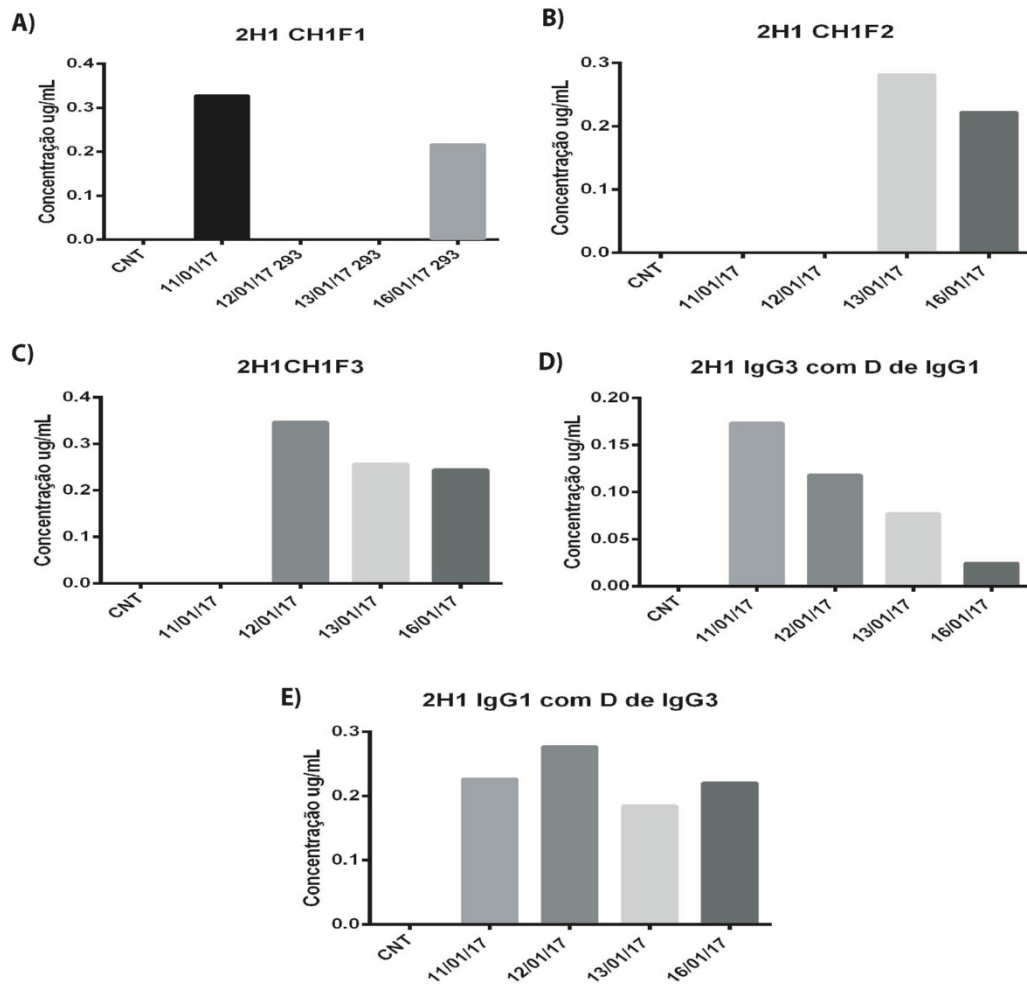 A)
2H1 CH1F1
Concentração ug/mL
0.4
0.3
0.2
0.1
0.0
CNT
11/01/17
12/01/17 293
13/01/17 293
16/01/17 293
B)
2H1 CH1F2
Concentração ug/mL
0.3
0.2
0.1
0.0
CNT
11/01/17
12/01/17
13/01/17
16/01/17
C)
2H1CH1F3
Concentração ug/mL
0.4
0.3
0.2
0.1
0.0
CNT
11/01/17
12/01/17
13/01/17
16/01/17
D)
2H1 IgG3 com D de IgG1
Concentração ug/mL
0.20
0.15
0.10
0.05
0.00
CNT
11/01/17
12/01/17
13/01/17
16/01/17
E)
2H1 IgG1 com D de IgG3
Concentração ug/mL
0.3
0.2
0.1
0.0
CNT
11/01/17
12/01/17
13/01/17
16/01/17